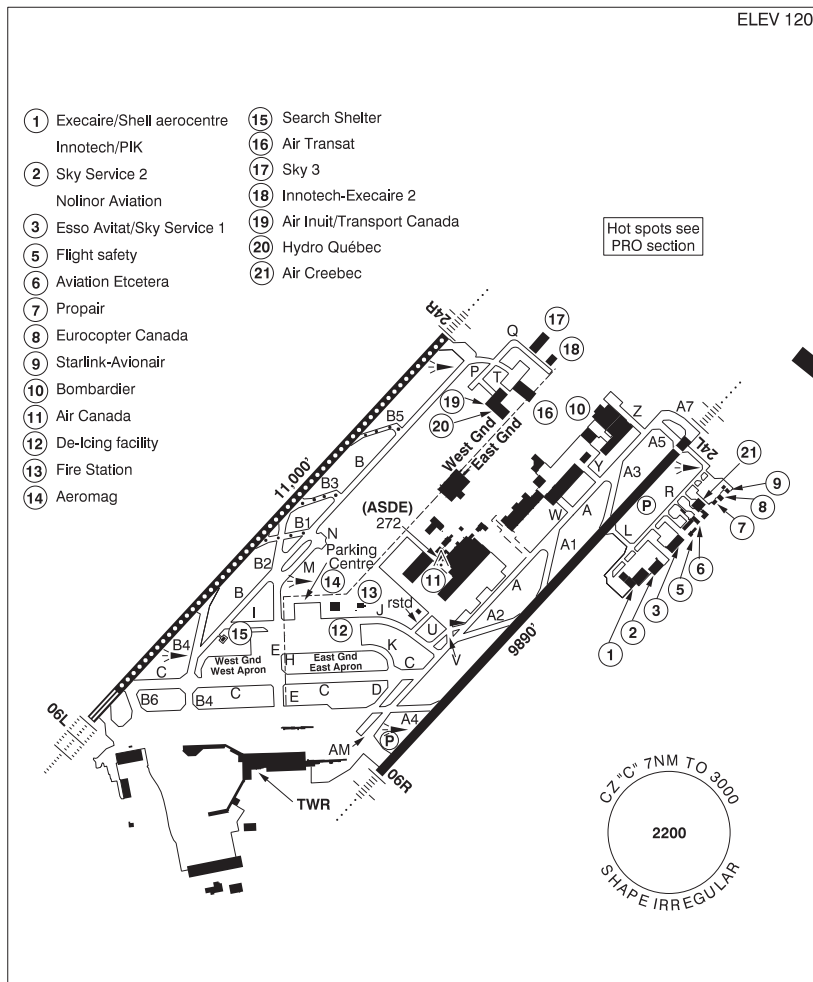 ELEV 120
1 Execaire/Shell aerocentre
Innotech/PIK
2 Sky Service 2
Nolinor Aviation
3 Esso Avitat/Sky Service 1
5 Flight safety
6 Aviation Etcetera
7 Propair
8 Eurocopter Canada
9 Starlink-Avionair
10 Bombardier
11 Air Canada
12 De-Icing facility
13 Fire Station
14 Aeromag
15 Search Shelter
16 Air Transat
17 Sky 3
18 Innotech-Execaire 2
19 Air Inuit/Transport Canada
20 Hydro Québec
21 Air Creebec
Hot spots see
PRO section
24R
Q
17
18
P
T
19
20
16
10
Z
A7
A5
24L
21
West Gnd
East Gnd
B5
B
11,000'
B3
B1
N
Y
A3
R
P
9
8
7
(ASDE)
272
W
A
A1
L
6
5
3
2
1
B2
M
Parking
Centre
14
13
11
B
I
rstd
J
A
A2
12
U
V
9890'
B4
15
C
West Gnd
West Apron
E
H
East Gnd
East Apron
K
C
B6
B4
C
E
C
D
A4
P
06L
AM
06R
TWR
CZ "C" 7NM TO 3000
2200
SHAPE IRREGULAR